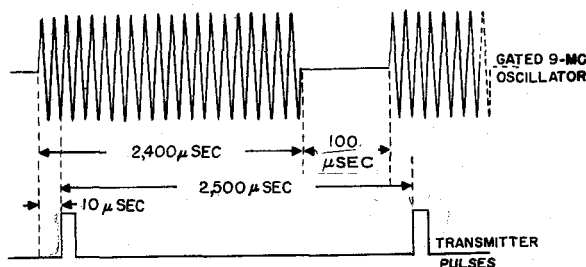 GATED 9-MC
OSCILLATOR
2,400 μ SEC
100
μSEC
2,500 μ SEC
10 μ SEC
TRANSMITTER
PULSES